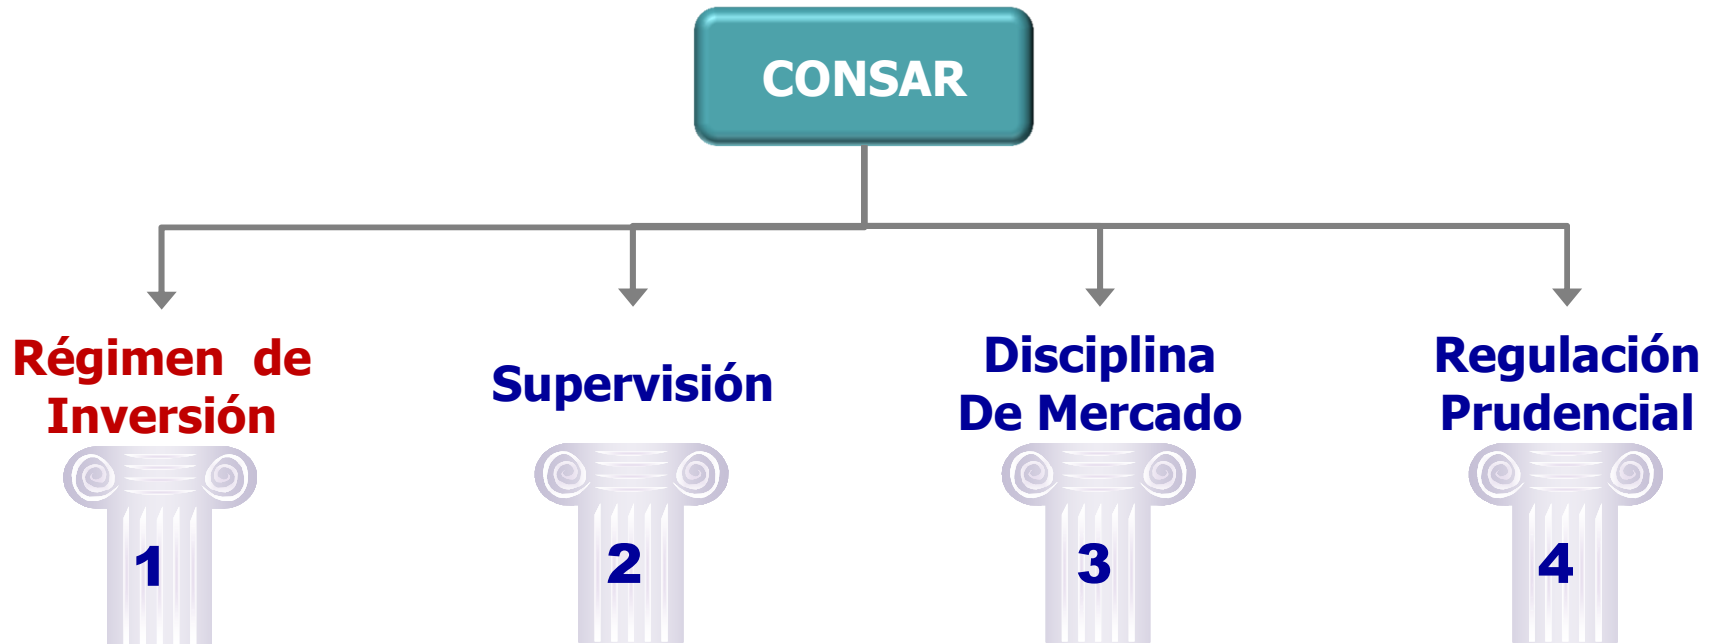 CONSAR
Régimen de
Inversión
Supervisión
Disciplina
De Mercado
Regulación
Prudencial
1
2
3
4